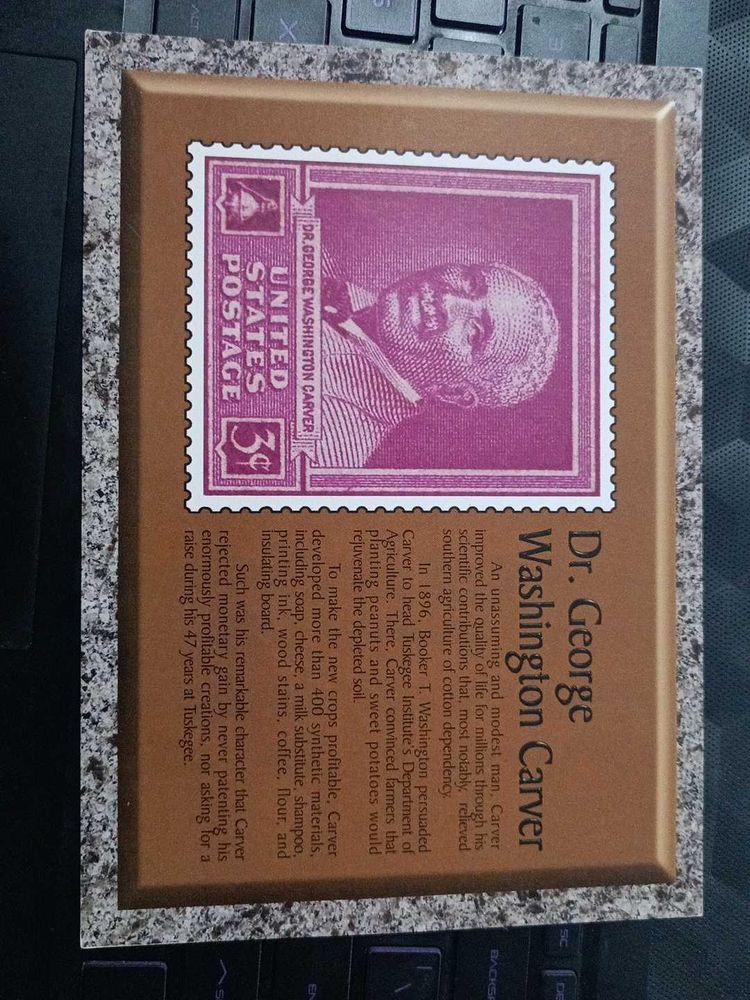 DR. GEORGE WASHINGTON CARVER
UNITED
STATES
POSTAGE
3¢
Dr. George
Washington Carver
An unassuming and modest man, Carver
improved the quality of life for millions through his
scientific contributions that, most notably, relieved
southern agriculture of cotton dependency.
In 1896, Booker T. Washington persuaded
Carver to head Tuskegee Institute's Department of
Agriculture. There, Carver convinced farmers that
planting peanuts and sweet potatoes would
rejuvenate the depleted soil.
To make the new crops profitable, Carver
developed more than 400 synthetic materials,
including soap, cheese, a milk substitute, shampoo,
printing ink, wood stains, coffee, flour, and
insulating board.
Such was his remarkable character that Carver
rejected monetary gain by never patenting his
enormously profitable creations, nor asking for a
raise during his 47 years at Tuskegee.
ALT
X
3